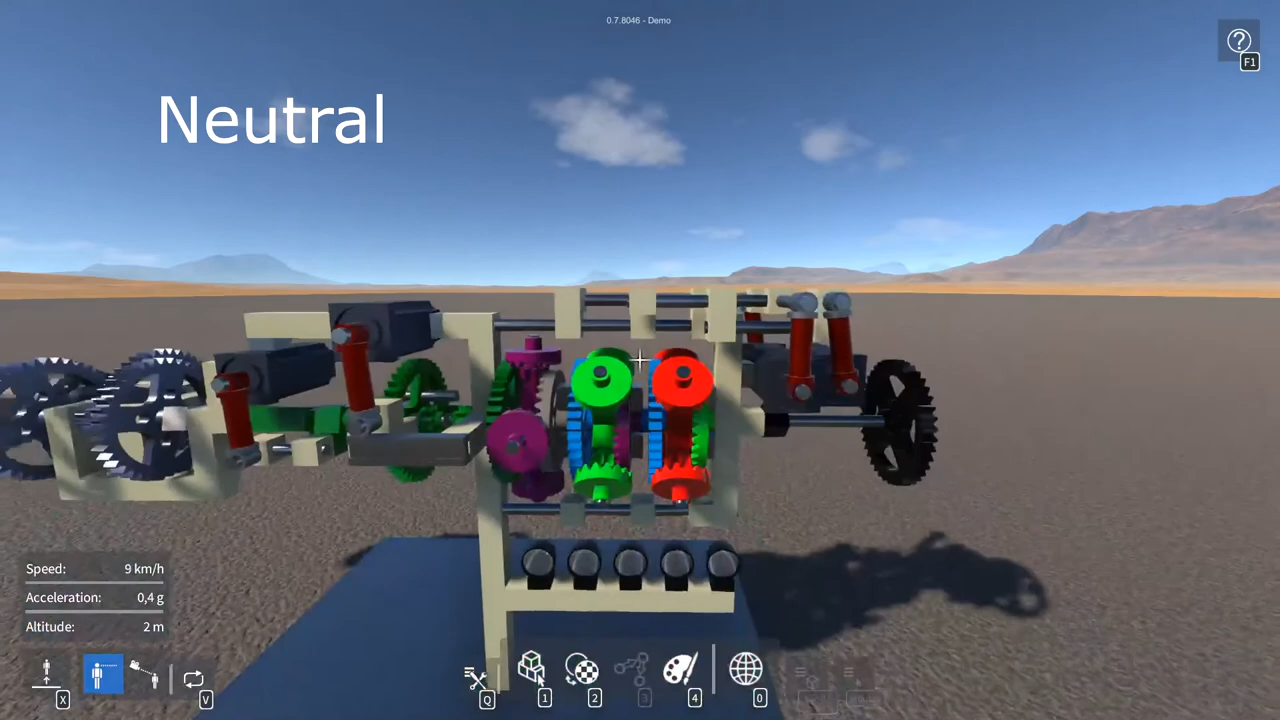 0.7.8046 - Demo
F1
Neutral
Speed: 9 km/h
Acceleration: 0,4 g
Altitude: 2 m
X
V
Q
1
2
3
4
0